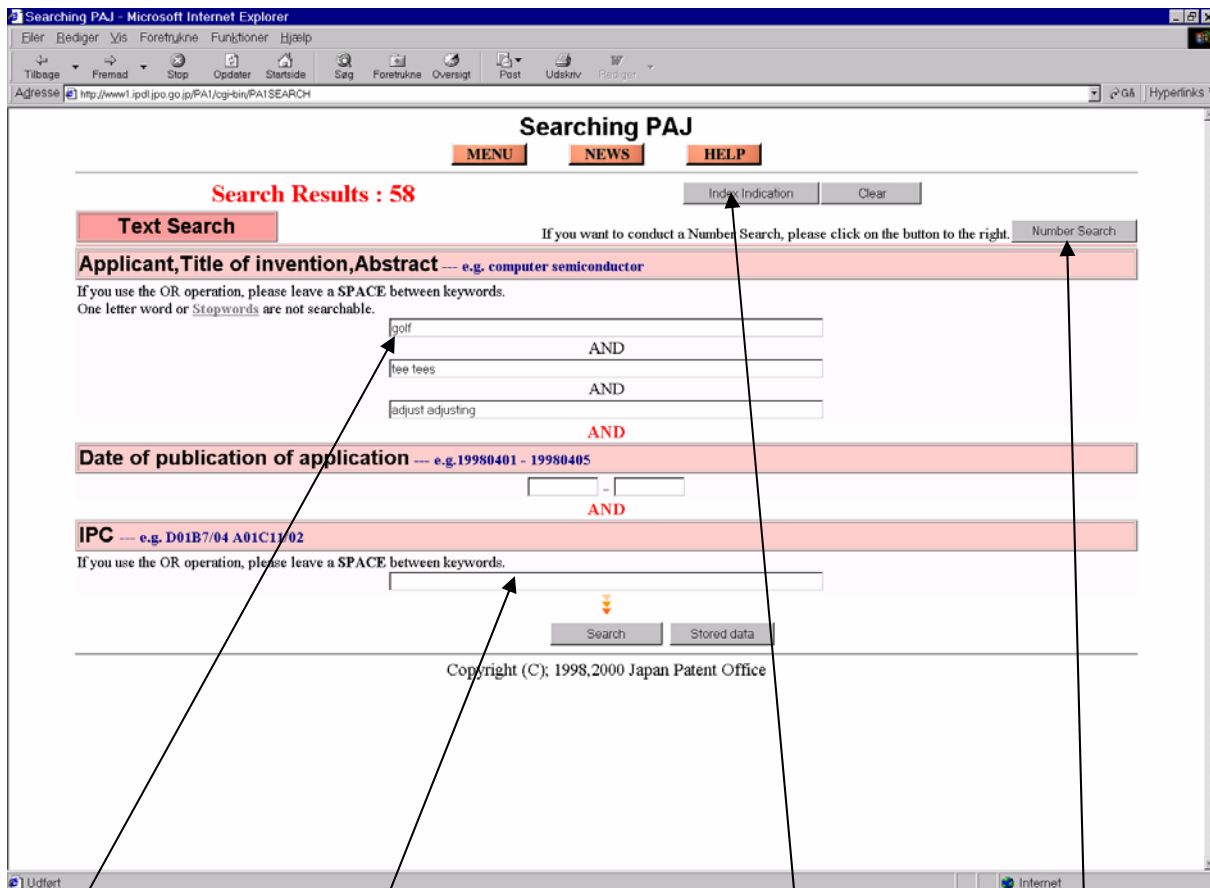 Searching PAJ - Microsoft Internet Explorer
Filer Rediger Vis Foretrukne Funktioner Hjælp
Tilbage Fremad Stop Opdater Startside Søg Foretrukne Oversigt Post Udskriv Rediger
Adresse http://www1.ipdl.jpo.go.jp/PA1/cgi-bin/PA1SEARCH Gå Hyperlinks
Searching PAJ
MENU NEWS HELP
Search Results : 58 Index Indication Clear
Text Search If you want to conduct a Number Search, please click on the button to the right. Number Search
Applicant,Title of invention,Abstract --- e.g. computer semiconductor
If you use the OR operation, please leave a SPACE between keywords.
One letter word or Stopwords are not searchable.
golf
AND
tee tees
AND
adjust adjusting
AND
Date of publication of application --- e.g.19980401 - 19980405
-
AND
IPC --- e.g. D01B7/04 A01C11/02
If you use the OR operation, please leave a SPACE between keywords.
Search Stored data
Copyright (C); 1998,2000 Japan Patent Office
Udført Internet